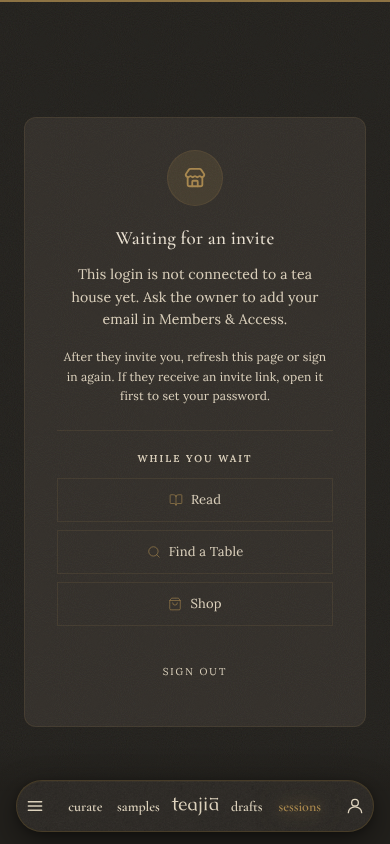 Waiting for an invite
This login is not connected to a tea
house yet. Ask the owner to add your
email in Members & Access.
After they invite you, refresh this page or sign
in again. If they receive an invite link, open it
first to set your password.
WHILE YOU WAIT
Read
Find a Table
Shop
SIGN OUT
curate samples teajiā drafts sessions